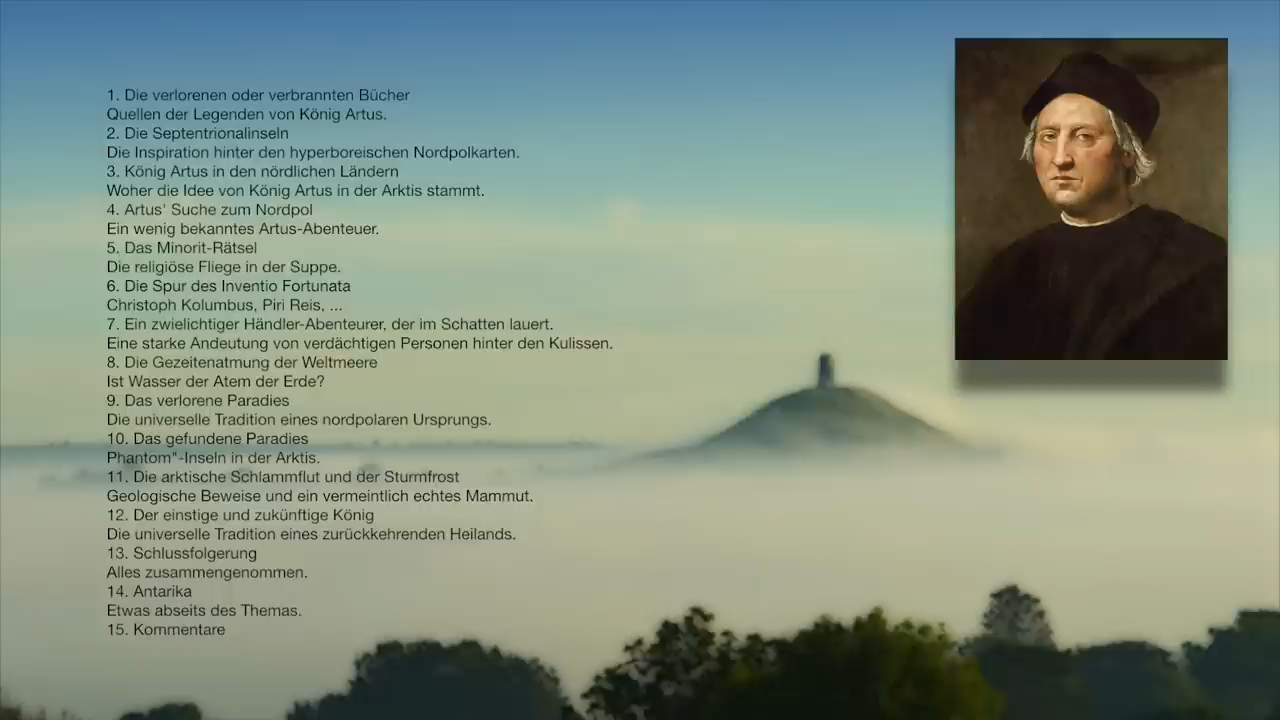 1. Die verlorenen oder verbrannten Bücher
Quellen der Legenden von König Artus.
2. Die Septentrionalinseln
Die Inspiration hinter den hyperboreischen Nordpolkarten.
3. König Artus in den nördlichen Ländern
Woher die Idee von König Artus in der Arktis stammt.
4. Artus' Suche zum Nordpol
Ein wenig bekanntes Artus-Abenteuer.
5. Das Minorit-Rätsel
Die religiöse Fliege in der Suppe.
6. Die Spur des Inventio Fortunata
Christoph Kolumbus, Piri Reis, ...
7. Ein zwielichtiger Händler-Abenteurer, der im Schatten lauert.
Eine starke Andeutung von verdächtigen Personen hinter den Kulissen.
8. Die Gezeitenatmung der Weltmeere
Ist Wasser der Atem der Erde?
9. Das verlorene Paradies
Die universelle Tradition eines nordpolaren Ursprungs.
10. Das gefundene Paradies
Phantom"-Inseln in der Arktis.
11. Die arktische Schlammflut und der Sturmfrost
Geologische Beweise und ein vermeintlich echtes Mammut.
12. Der einstige und zukünftige König
Die universelle Tradition eines zurückkehrenden Heilands.
13. Schlussfolgerung
Alles zusammengenommen.
14. Antarika
Etwas abseits des Themas.
15. Kommentare